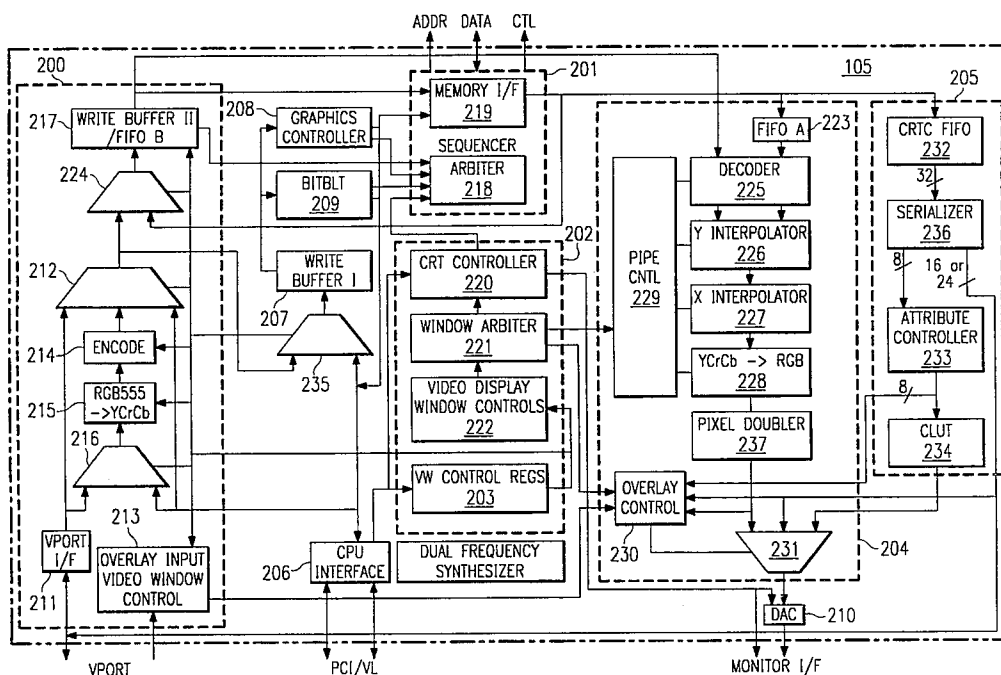 ADDR DATA CTL
105
200
201
205
217
WRITE BUFFER II
/FIFO B
208
GRAPHICS
CONTROLLER
MEMORY I/F
219
SEQUENCER
ARBITER
218
FIFO A
223
CRTC FIFO
232
32
SERIALIZER
236
8
16 or
24
224
BITBLT
209
DECODER
225
Y INTERPOLATOR
226
X INTERPOLATOR
227
YCrCb -> RGB
228
PIXEL DOUBLER
237
PIPE
CNTL
229
ATTRIBUTE
CONTROLLER
233
8
CLUT
234
212
WRITE
BUFFER I
207
202
CRT CONTROLLER
220
WINDOW ARBITER
221
VIDEO DISPLAY
WINDOW CONTROLS
222
VW CONTROL REGS
203
214
ENCODE
215
RGB555
->YCrCb
235
216
213
VPORT
I/F
211
OVERLAY INPUT
VIDEO WINDOW
CONTROL
206
CPU
INTERFACE
DUAL FREQUENCY
SYNTHESIZER
OVERLAY
CONTROL
230
231
204
DAC
210
VPORT
PCI/VL
MONITOR I/F